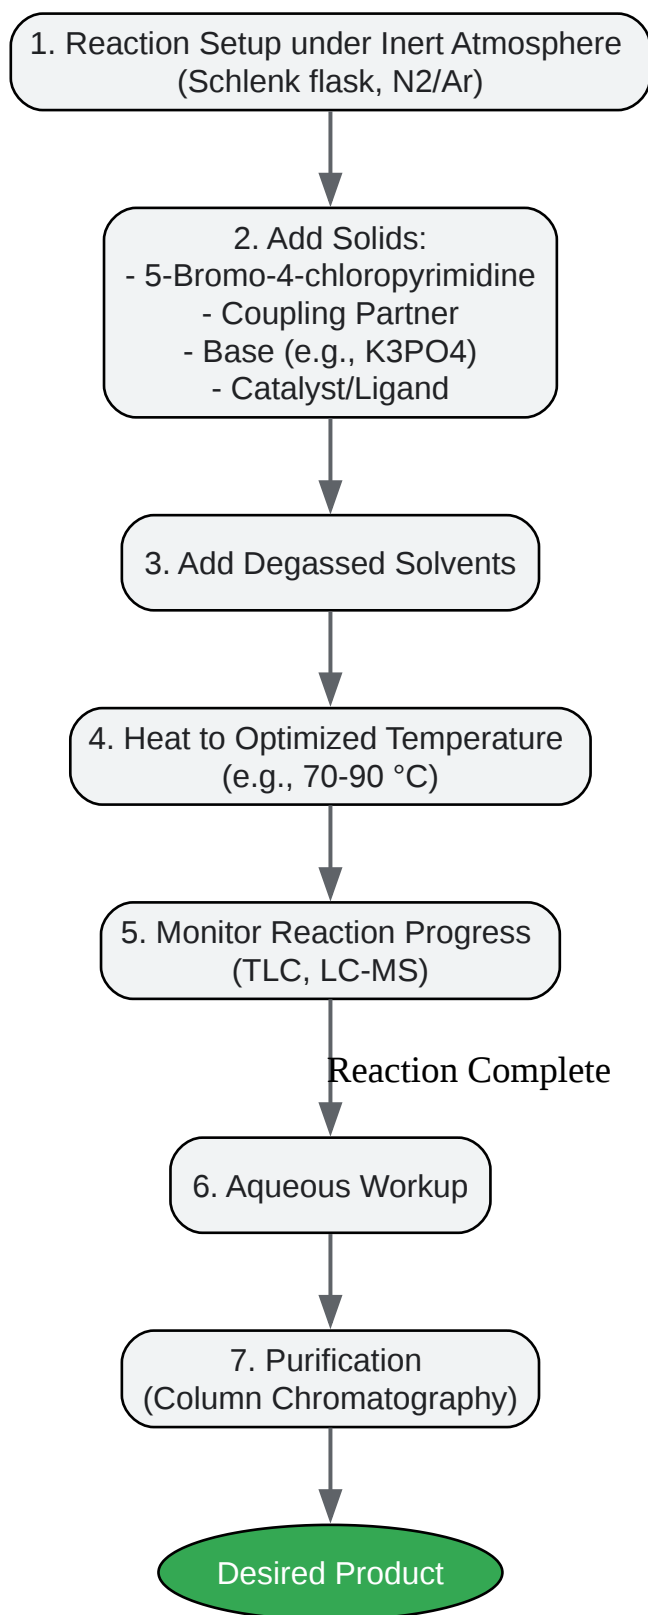 1. Reaction Setup under Inert Atmosphere
(Schlenk flask, N2/Ar)
2. Add Solids:
- 5-Bromo-4-chloropyrimidine
- Coupling Partner
- Base (e.g., K3PO4)
- Catalyst/Ligand
3. Add Degassed Solvents
4. Heat to Optimized Temperature
(e.g., 70-90 °C)
5. Monitor Reaction Progress
(TLC, LC-MS)
Reaction Complete
6. Aqueous Workup
7. Purification
(Column Chromatography)
Desired Product